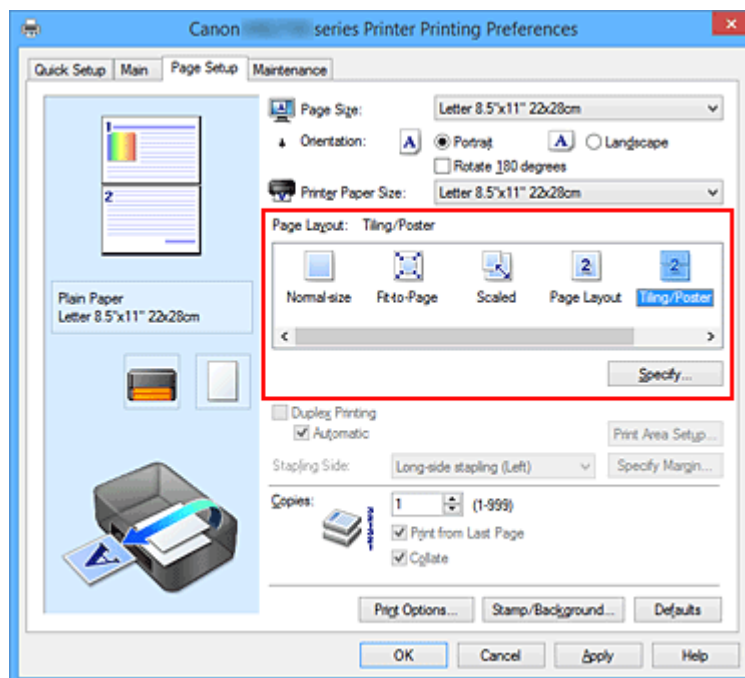 Canon series Printer Printing Preferences
Quick Setup Main Page Setup Maintenance
Page Size: Letter 8.5"x11" 22x28cm
Orientation: A Portrait A Landscape
Rotate 180 degrees
Printer Paper Size: Letter 8.5"x11" 22x28cm
Page Layout: Tiling/Poster
Normal-size Fit-to-Page Scaled Page Layout Tiling/Poster
1
2
2
2
Plain Paper
Letter 8.5"x11" 22x28cm
Specify...
Duplex Printing
Automatic
Print Area Setup...
Stapling Side: Long-side stapling (Left) Specify Margin...
Copies: 1 (1-999)
Print from Last Page
Collate
A
Print Options... Stamp/Background... Defaults
OK Cancel Apply Help